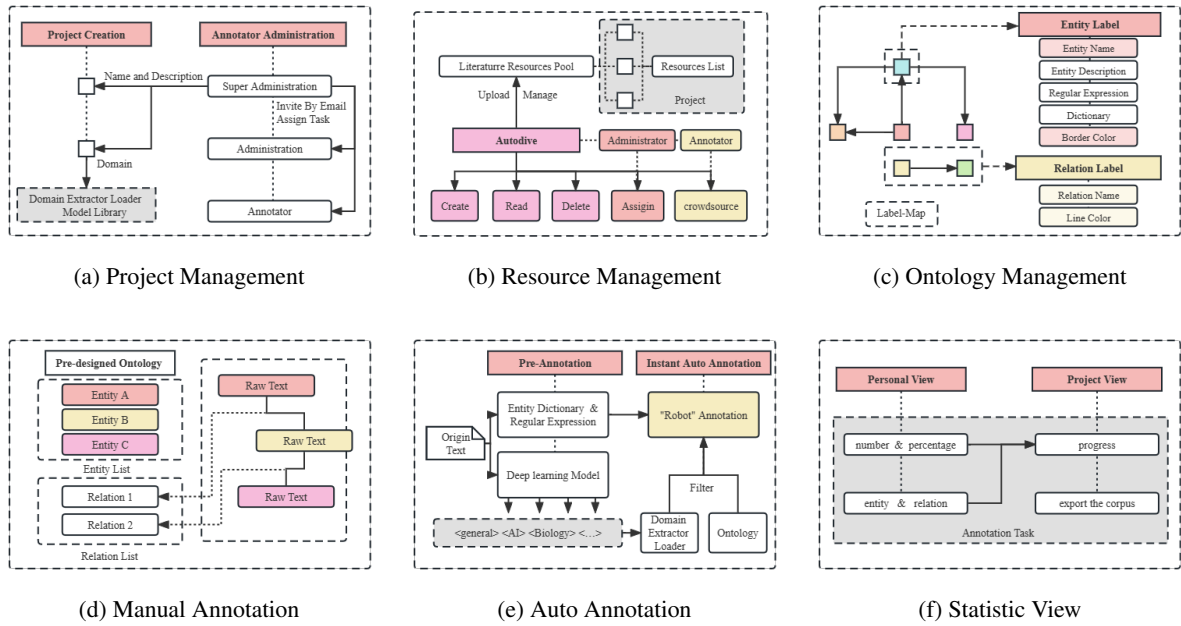 Project Creation
Annotator Administration
Name and Description
Super Administration
Invite By Email
Assign Task
Administration
Domain
Domain Extractor Loader
Model Library
Annotator
(a) Project Management
Literaturre Resources Pool
Resources List
Upload
Manage
Project
Autodive
Administrator
Annotator
Create
Read
Delete
Assigin
crowdsource
(b) Resource Management
Entity Label
Entity Name
Entity Description
Regular Expression
Dictionary
Border Color
Relation Label
Relation Name
Line Color
Label-Map
(c) Ontology Management
Pre-designed Ontology
Entity A
Entity B
Entity C
Entity List
Relation 1
Relation 2
Relation List
Raw Text
Raw Text
Raw Text
(d) Manual Annotation
Pre-Annotation
Instant Auto Annotation
Entity Dictionary &
Regular Expression
"Robot" Annotation
Origin
Text
Deep learning Model
Filter
<general> <AI> <Biology> <...>
Domain
Extractor
Loader
Ontology
(e) Auto Annotation
Personal View
Project View
number & percentage
progress
entity & relation
export the corpus
Annotation Task
(f) Statistic View